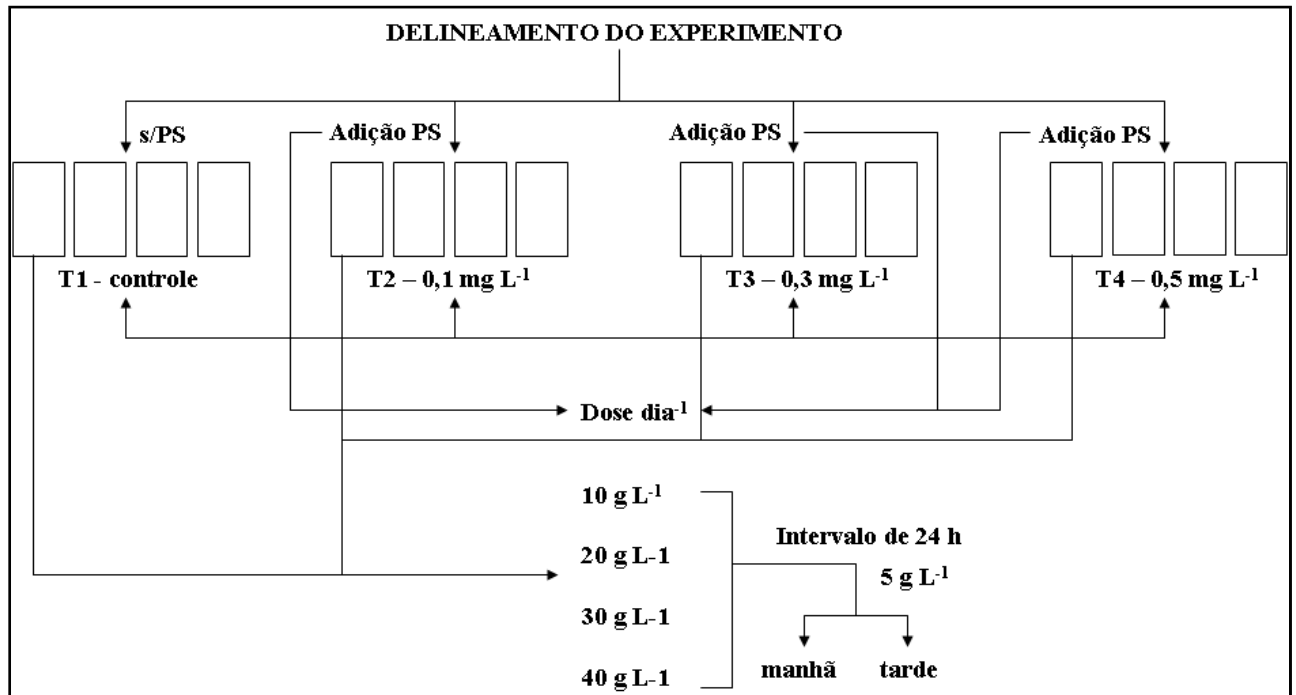 DELINEAMENTO DO EXPERIMENTO
s/PS
Adição PS
Adição PS
Adição PS
T1 - controle
T2 – 0,1 mg L⁻¹
T3 – 0,3 mg L⁻¹
T4 – 0,5 mg L⁻¹
Dose dia⁻¹
10 g L⁻¹
20 g L-1
30 g L-1
40 g L-1
Intervalo de 24 h
5 g L⁻¹
manhã
tarde